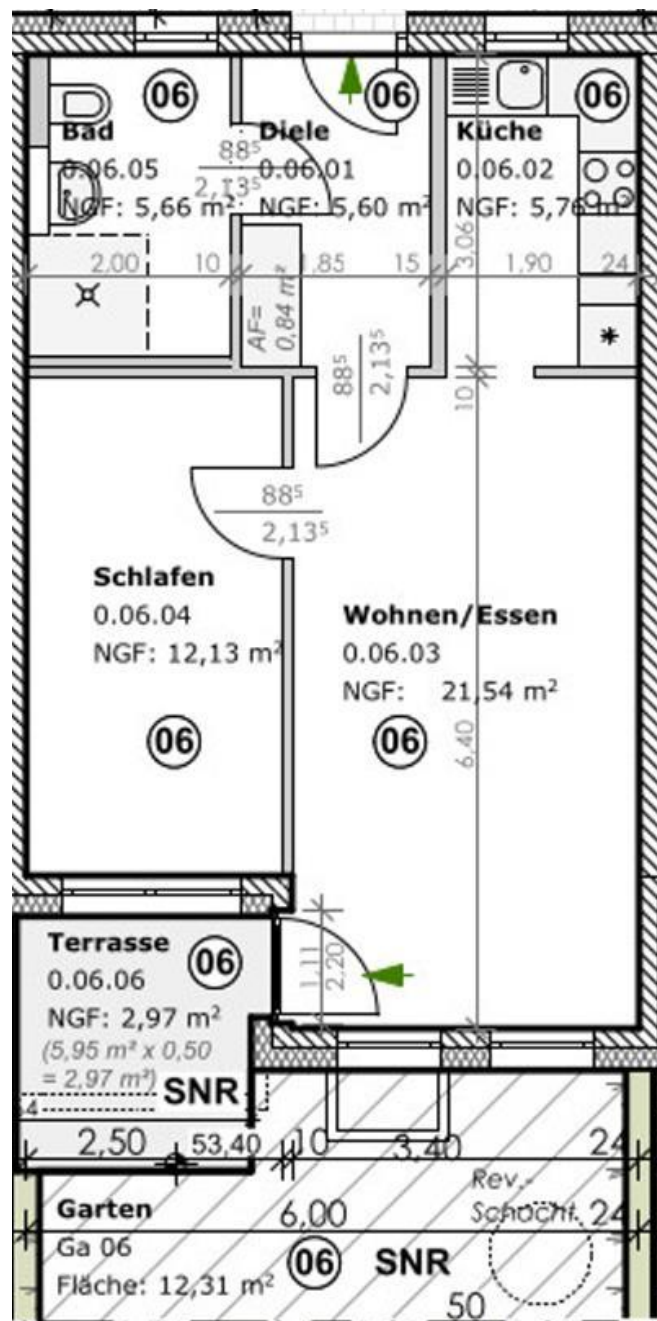 06
06
06
Bad
0.06.05
NGF: 5,66 m²
Diele
0.06.01
NGF: 5,60 m²
Küche
0.06.02
NGF: 5,76 m²
88⁵
2,13⁵
2,00
10
1,85
15
3,06
1,90
24
AF=
0,84 m²
88⁵
2,13⁵
10
88⁵
2,13⁵
Schlafen
0.06.04
NGF: 12,13 m²
06
Wohnen/Essen
0.06.03
NGF: 21,54 m²
06
6,40
Terrasse
0.06.06
NGF: 2,97 m²
(5,95 m² x 0,50
= 2,97 m²)
06
SNR
1,11
2,20
2,50
53,40
10
3,40
24
Garten
Ga 06
Fläche: 12,31 m²
6,00
06
SNR
Rev.-
Schacht
24
50